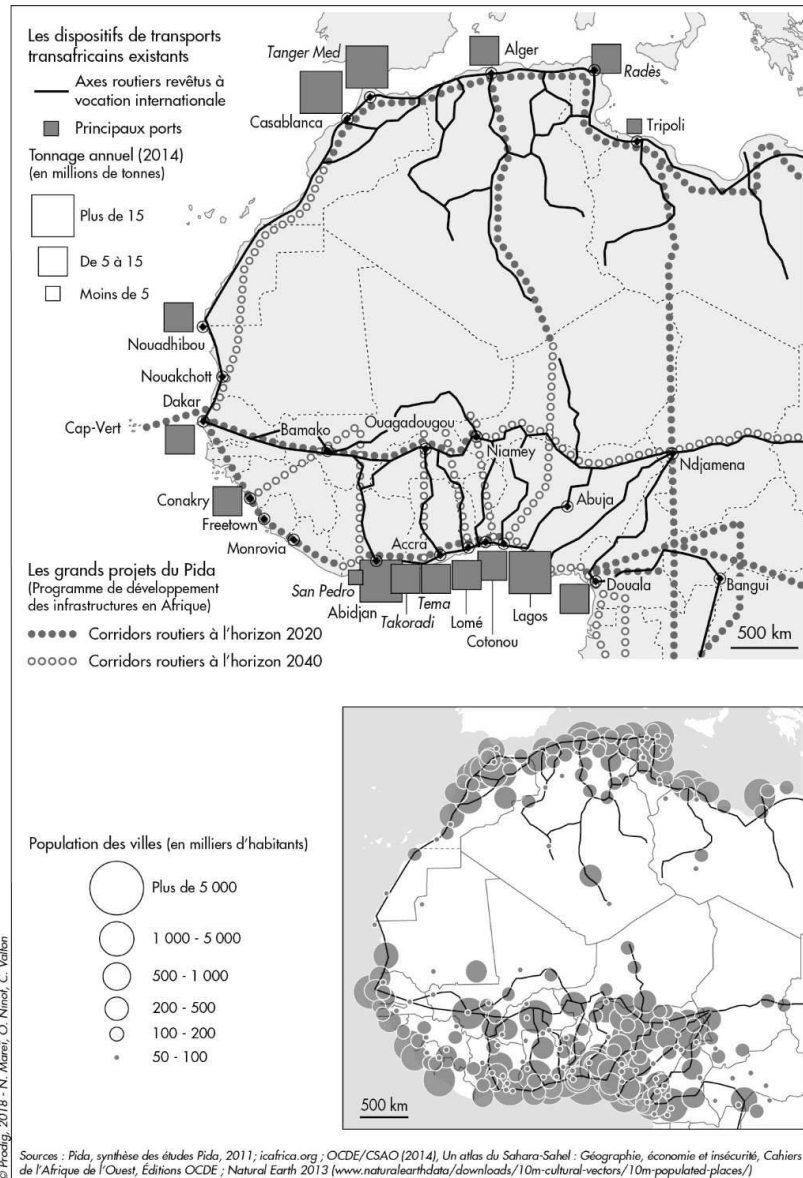 Les dispositifs de transports
transafricains existants
Axes routiers revêtus à
vocation internationale
Principaux ports
Tonnage annuel (2014)
(en millions de tonnes)
Plus de 15
De 5 à 15
Moins de 5
Tanger Med
Casablanca
Alger
Radès
Tripoli
Nouadhibou
Nouakchott
Dakar
Cap-Vert
Bamako
Ouagadougou
Niamey
Ndjamena
Conakry
Freetown
Monrovia
Abuja
Accra
San Pedro
Abidjan
Takoradi
Tema
Lomé
Cotonou
Lagos
Douala
Bangui
500 km
Les grands projets du Pida
(Programme de développement
des infrastructures en Afrique)
Corridors routiers à l'horizon 2020
Corridors routiers à l'horizon 2040
Population des villes (en milliers d'habitants)
Plus de 5 000
1 000 - 5 000
500 - 1 000
200 - 500
100 - 200
50 - 100
500 km
© Prodig, 2018 - N. Mareï, O. Ninot, C. Valton
Sources : Pida, synthèse des études Pida, 2011; icafrica.org ; OCDE/CSAO (2014), Un atlas du Sahara-Sahel : Géographie, économie et insécurité, Cahiers
de l'Afrique de l'Ouest, Éditions OCDE ; Natural Earth 2013 (www.naturalearthdata/downloads/10m-cultural-vectors/10m-populated-places/)